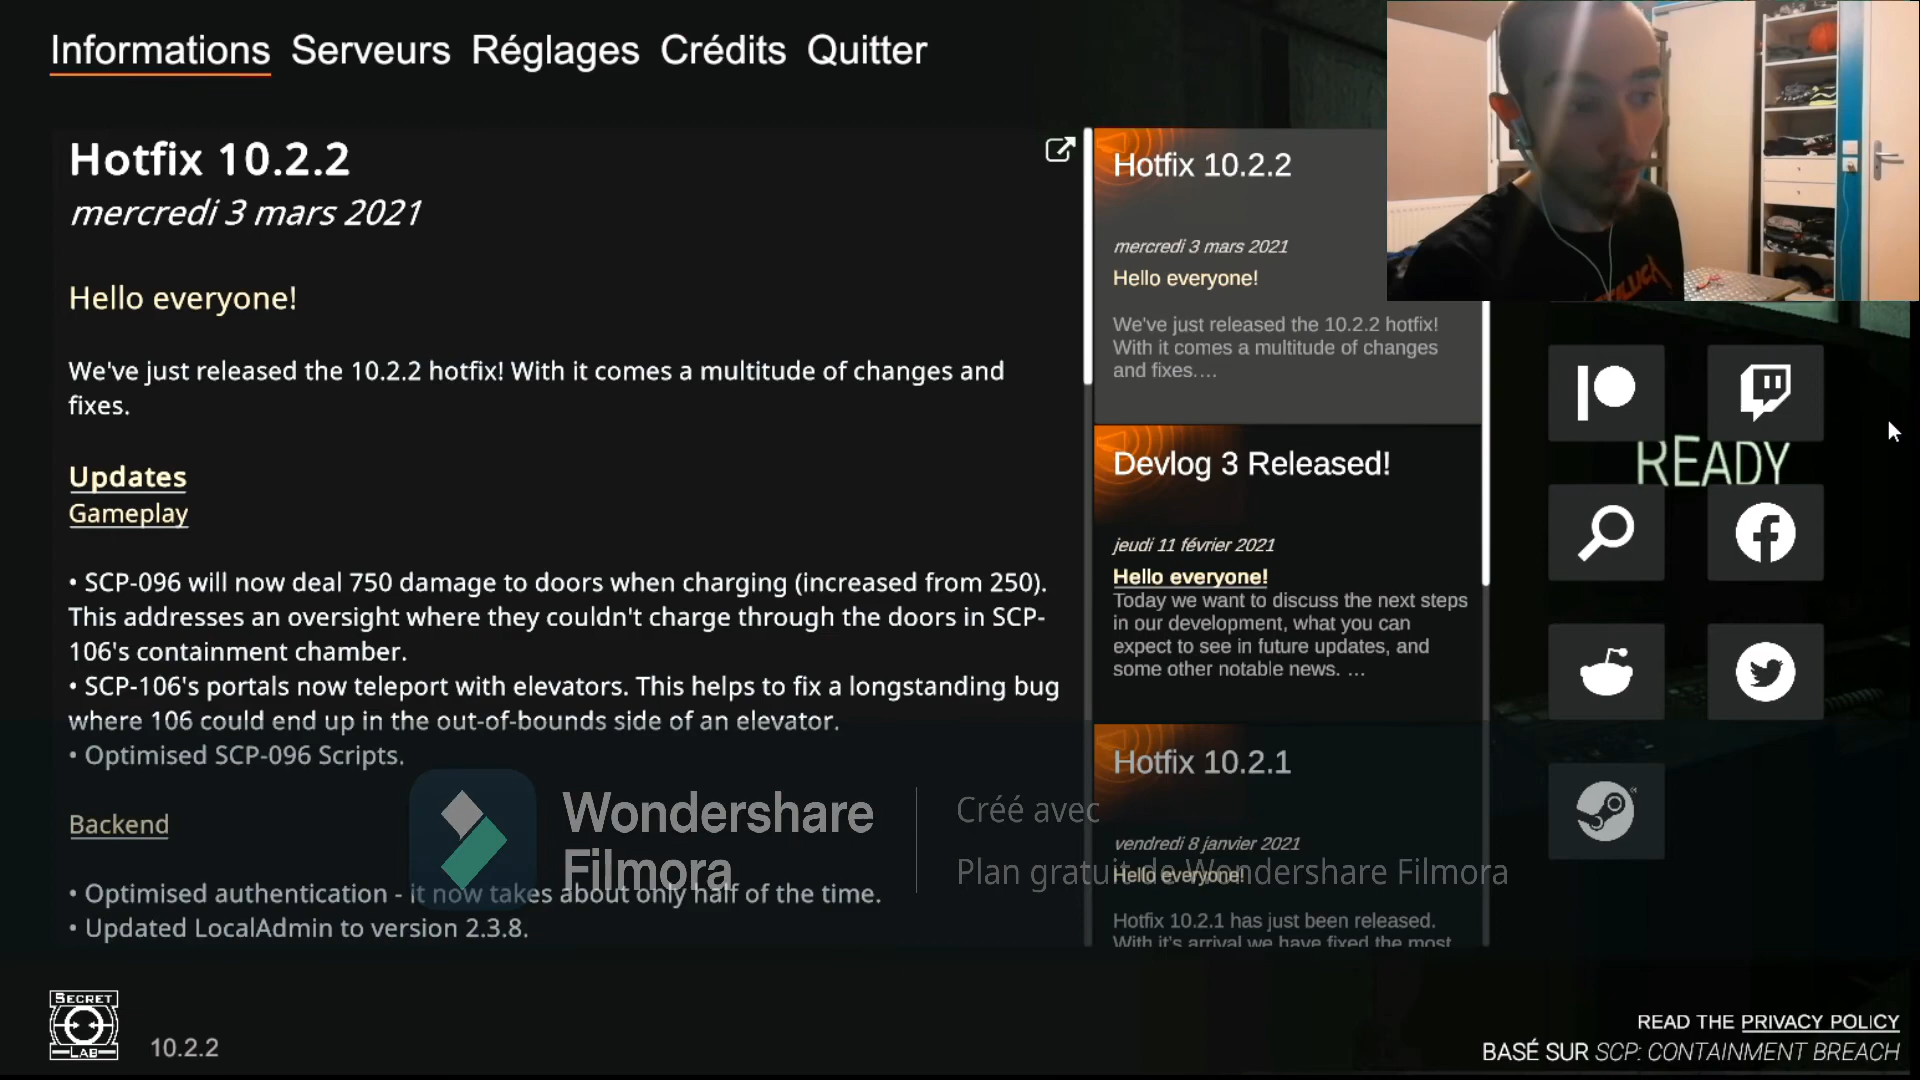 Informations Serveurs Réglages Crédits Quitter
Hotfix 10.2.2
mercredi 3 mars 2021
Hello everyone!
We've just released the 10.2.2 hotfix! With it comes a multitude of changes and
fixes.
Updates
Gameplay
• SCP-096 will now deal 750 damage to doors when charging (increased from 250).
This addresses an oversight where they couldn't charge through the doors in SCP-
106's containment chamber.
• SCP-106's portals now teleport with elevators. This helps to fix a longstanding bug
where 106 could end up in the out-of-bounds side of an elevator.
• Optimised SCP-096 Scripts.
Backend
• Optimised authentication - it now takes about only half of the time.
• Updated LocalAdmin to version 2.3.8.
Hotfix 10.2.2
mercredi 3 mars 2021
Hello everyone!
We've just released the 10.2.2 hotfix!
With it comes a multitude of changes
and fixes....
Devlog 3 Released!
jeudi 11 février 2021
Hello everyone!
Today we want to discuss the next steps
in our development, what you can
expect to see in future updates, and
some other notable news. ...
Hotfix 10.2.1
vendredi 8 janvier 2021
Hello everyone!
Hotfix 10.2.1 has just been released.
With it's arrival we have fixed the most
READY
Wondershare
Filmora
Créé avec
Plan gratuit de Wondershare Filmora
SECRET
LAB
10.2.2
READ THE PRIVACY POLICY
BASÉ SUR SCP: CONTAINMENT BREACH